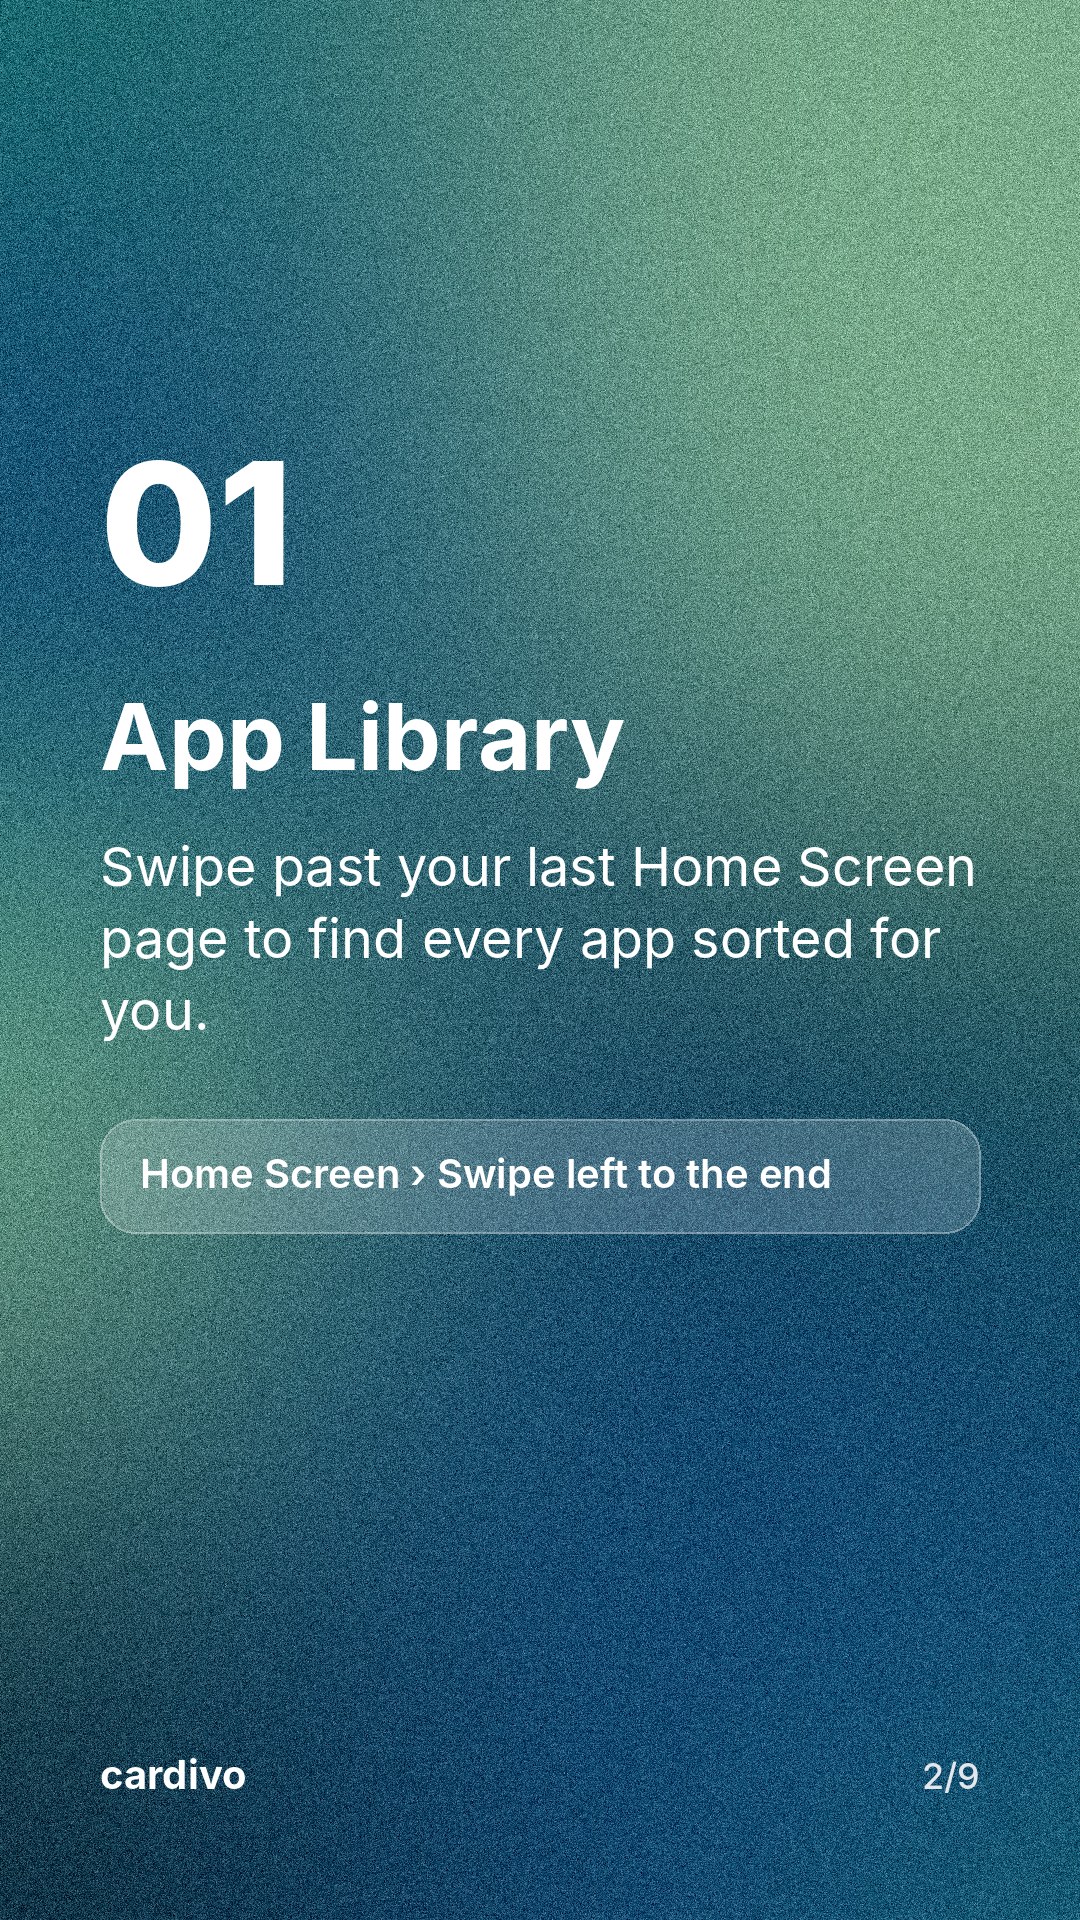 01
App Library
Swipe past your last Home Screen
page to find every app sorted for
you.
Home Screen › Swipe left to the end
cardivo
2/9